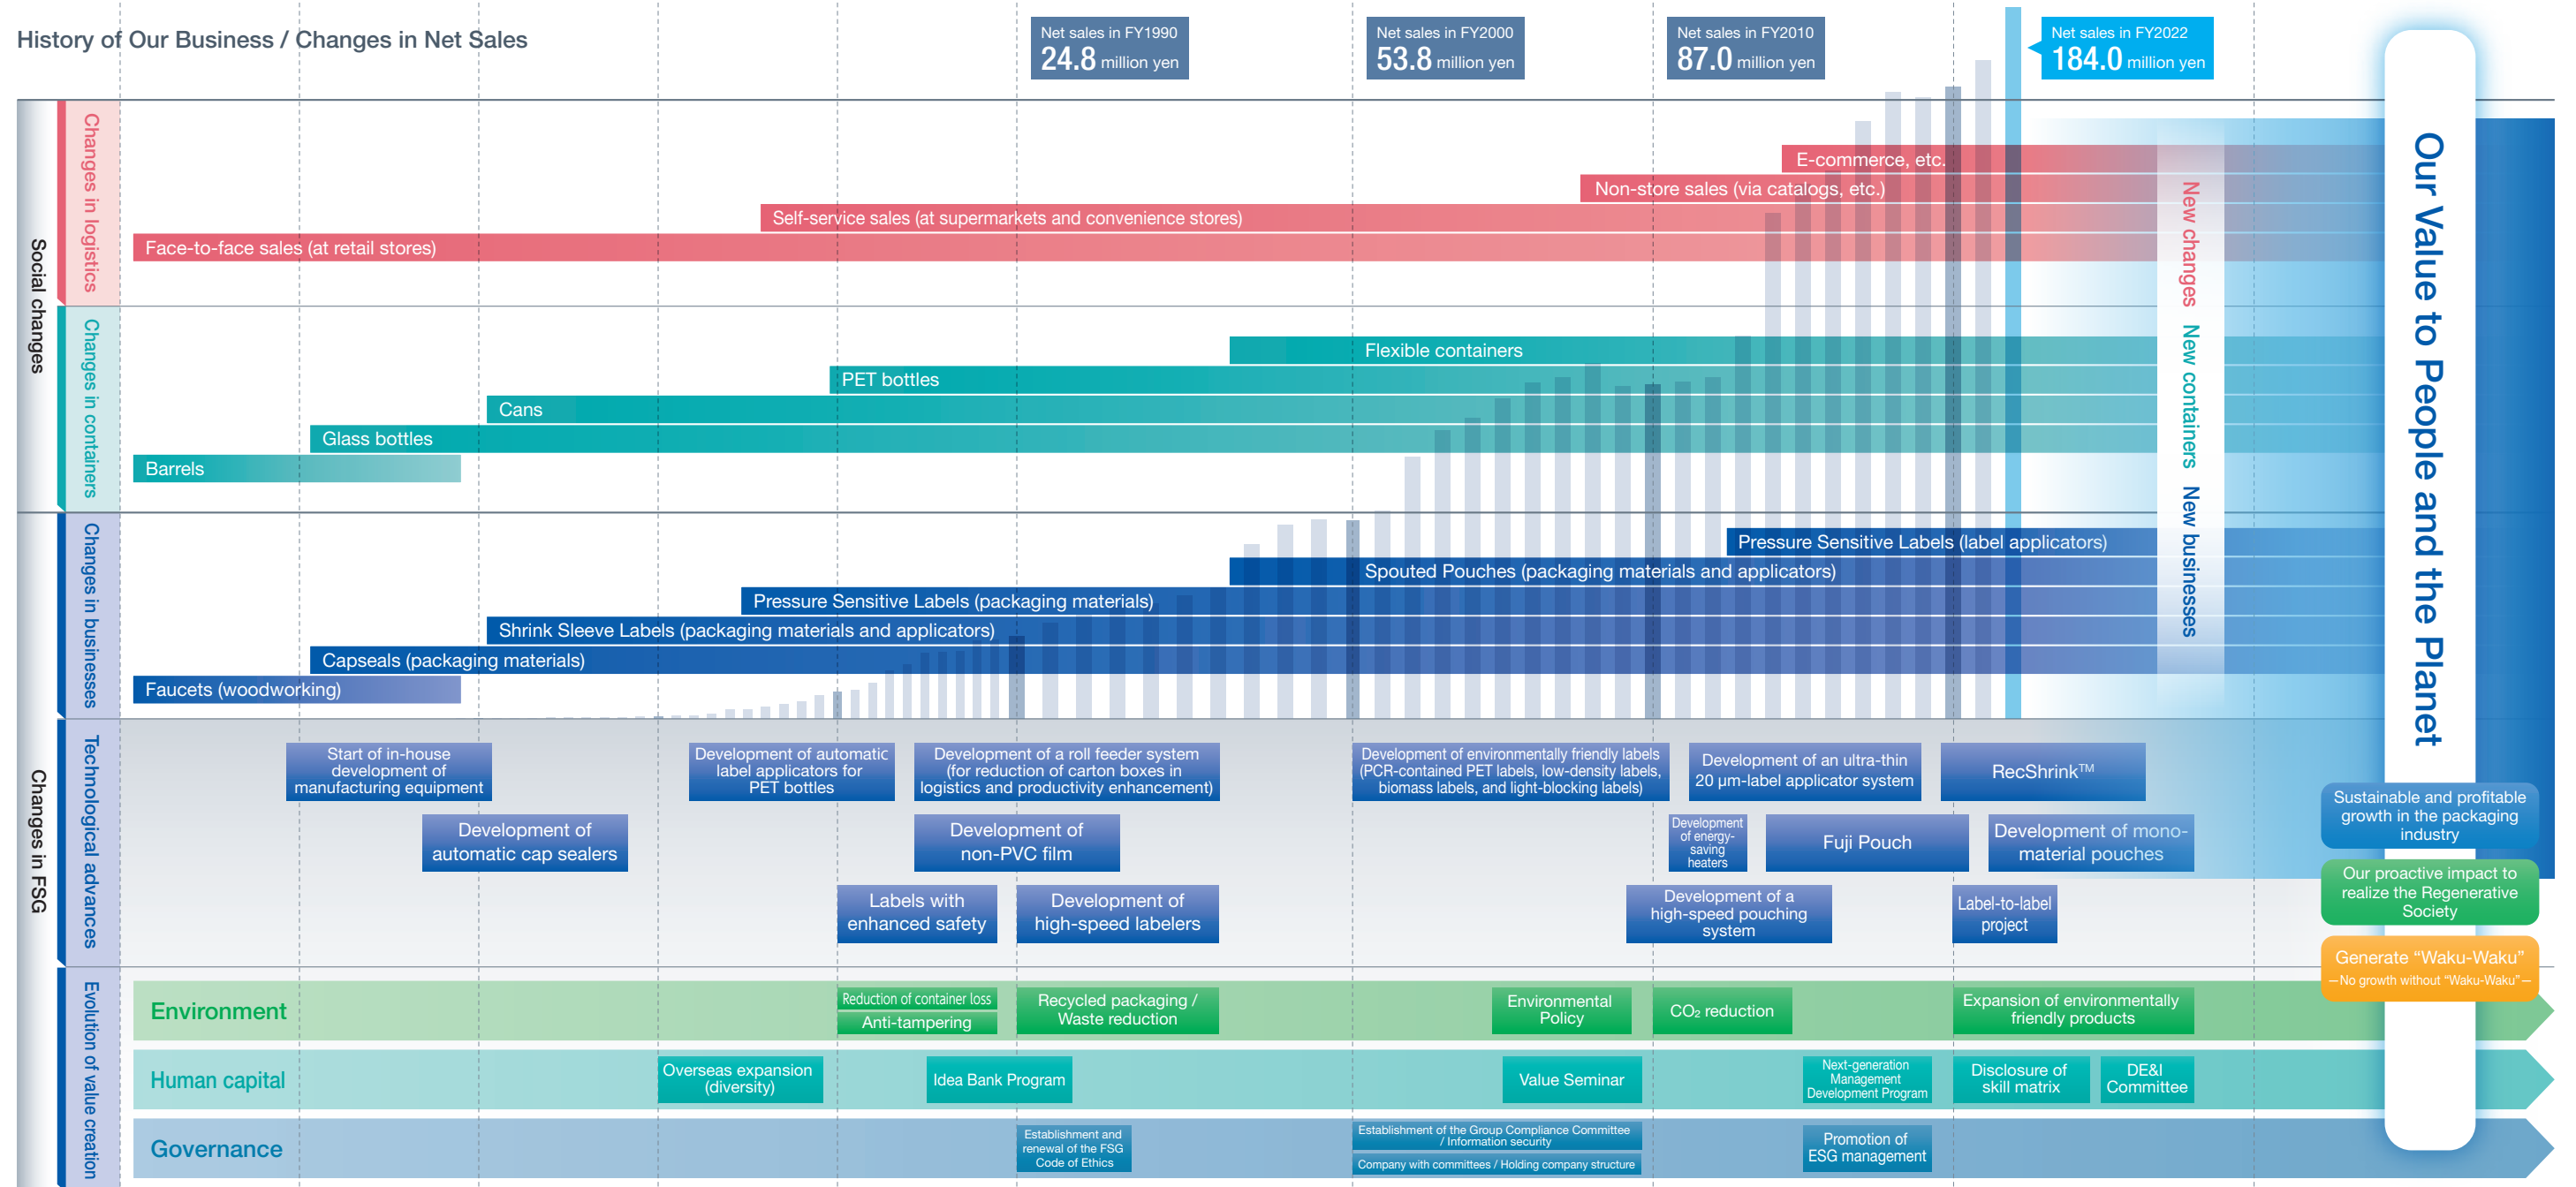 History of Our Business / Changes in Net Sales
Net sales in FY1990
24.8 million yen
Net sales in FY2000
53.8 million yen
Net sales in FY2010
87.0 million yen
Net sales in FY2022
184.0 million yen
Social changes
Changes in logistics
E-commerce, etc.
Non-store sales (via catalogs, etc.)
Self-service sales (at supermarkets and convenience stores)
Face-to-face sales (at retail stores)
New changes
Changes in containers
Flexible containers
PET bottles
Cans
Glass bottles
Barrels
New containers
Changes in FSG
Changes in businesses
Pressure Sensitive Labels (label applicators)
Spouted Pouches (packaging materials and applicators)
Pressure Sensitive Labels (packaging materials)
Shrink Sleeve Labels (packaging materials and applicators)
Capseals (packaging materials)
Faucets (woodworking)
New businesses
Technological advances
Start of in-house
development of
manufacturing equipment
Development of automatic
label applicators for
PET bottles
Development of a roll feeder system
(for reduction of carton boxes in
logistics and productivity enhancement)
Development of environmentally friendly labels
(PCR-contained PET labels, low-density labels,
biomass labels, and light-blocking labels)
Development of an ultra-thin
20 μm-label applicator system
RecShrink™
Development of
automatic cap sealers
Development of
non-PVC film
Development
of energy-
saving
heaters
Fuji Pouch
Development of mono-
material pouches
Labels with
enhanced safety
Development of
high-speed labelers
Development of a
high-speed pouching
system
Label-to-label
project
Evolution of value creation
Environment
Reduction of container loss
Anti-tampering
Recycled packaging /
Waste reduction
Environmental
Policy
CO₂ reduction
Expansion of environmentally
friendly products
Human capital
Overseas expansion
(diversity)
Idea Bank Program
Value Seminar
Next-generation
Management
Development Program
Disclosure of
skill matrix
DE&I
Committee
Governance
Establishment and
renewal of the FSG
Code of Ethics
Establishment of the Group Compliance Committee
/ Information security
Company with committees / Holding company structure
Promotion of
ESG management
Our Value to People and the Planet
Sustainable and profitable
growth in the packaging
industry
Our proactive impact to
realize the Regenerative
Society
Generate “Waku-Waku”
—No growth without “Waku-Waku”—